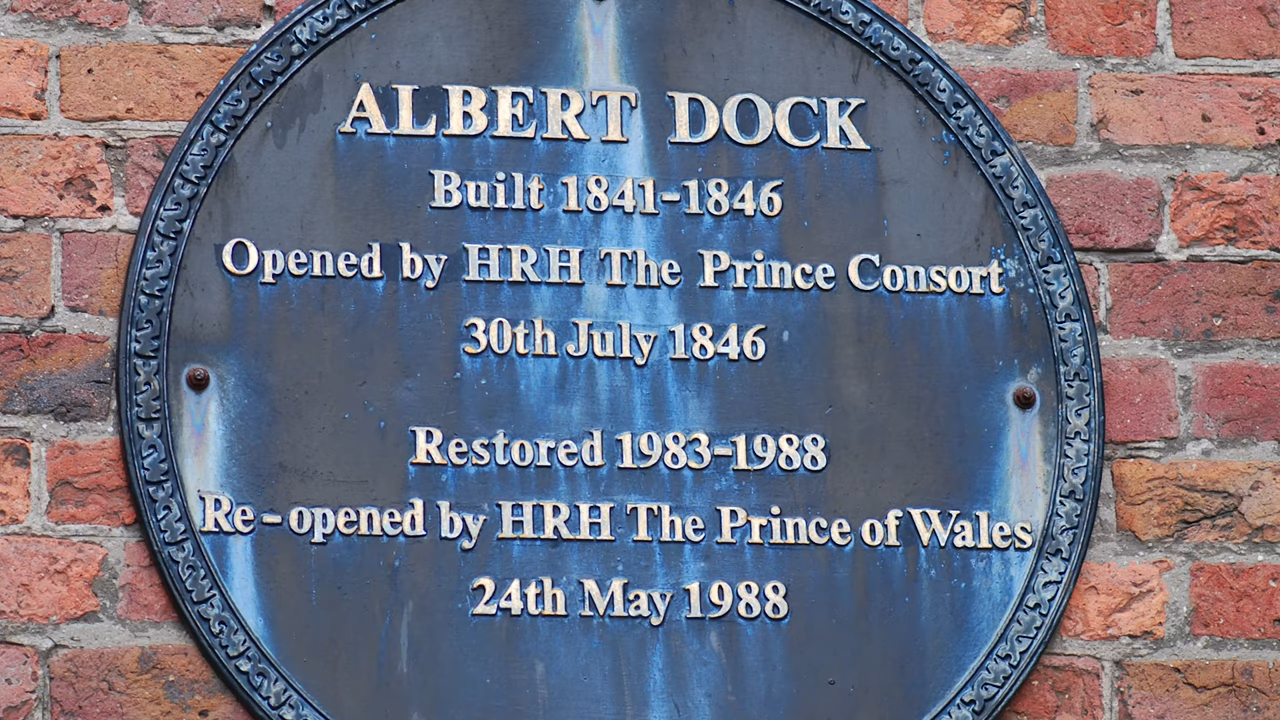 ALBERT DOCK
Built 1841-1846
Opened by HRH The Prince Consort
30th July 1846
Restored 1983-1988
Re-opened by HRH The Prince of Wales
24th May 1988